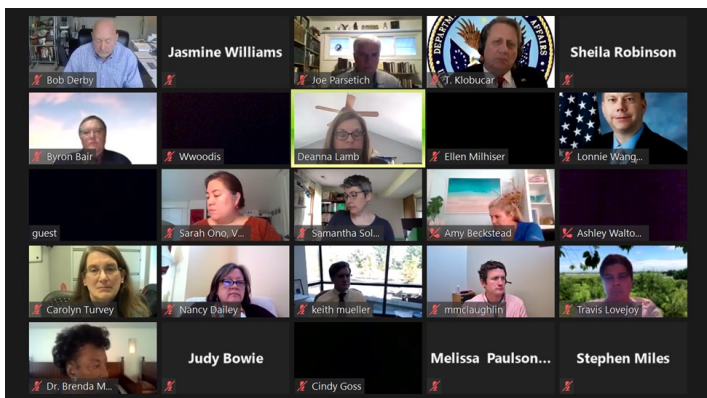 Bob Derby
Jasmine Williams
Joe Parsetich
DEPARTM
AFFAIRS
T. Klobucar
Sheila Robinson
Byron Bair
Wwoodis
Deanna Lamb
Ellen Milhiser
Lonnie Wang...
guest
Sarah Ono, V...
Samantha Sol...
Amy Beckstead
Ashley Walto...
Carolyn Turvey
Nancy Dailey
keith mueller
mmclaughlin
Travis Lovejoy
Dr. Brenda M...
Judy Bowie
Cindy Goss
Melissa Paulson...
Stephen Miles